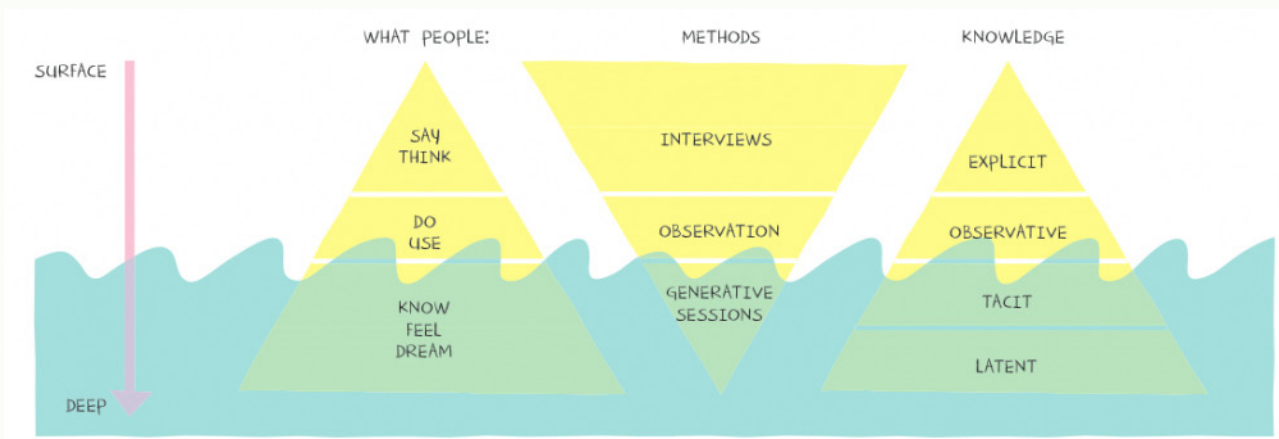 WHAT PEOPLE:
METHODS
KNOWLEDGE
SURFACE
SAY
THINK
INTERVIEWS
EXPLICIT
DO
USE
OBSERVATION
OBSERVATIVE
KNOW
FEEL
DREAM
GENERATIVE
SESSIONS
TACIT
LATENT
DEEP